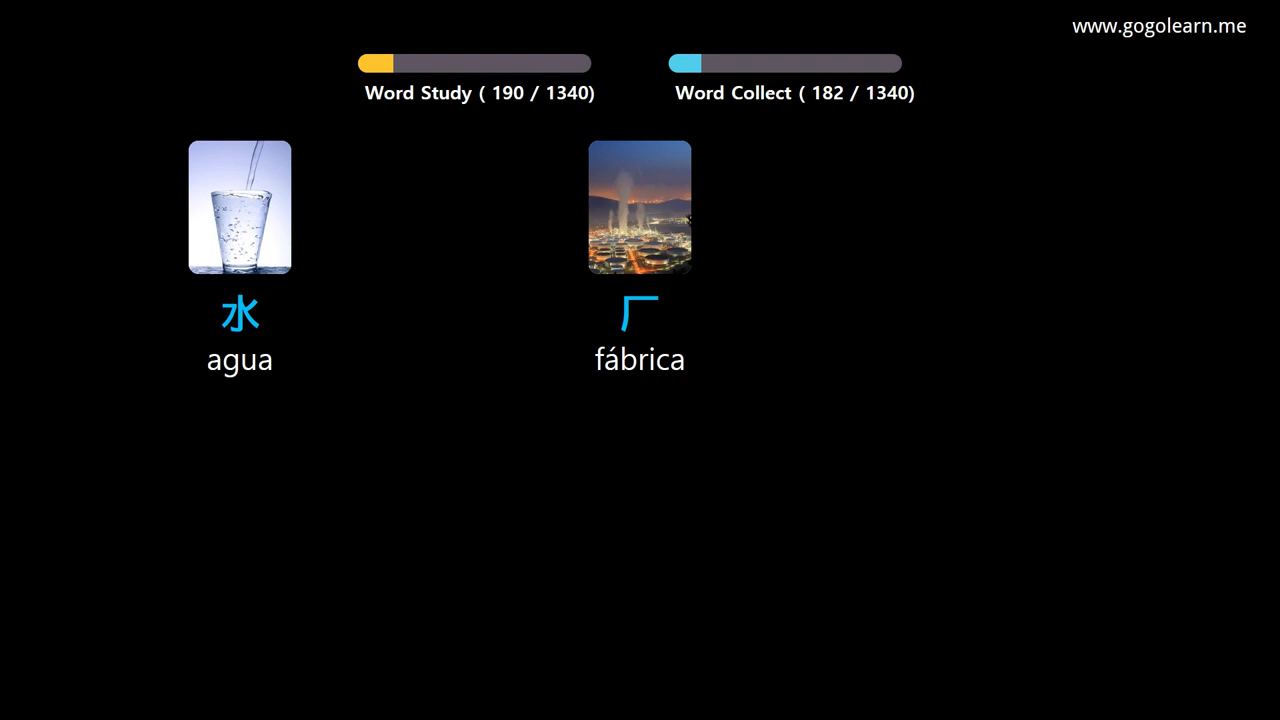 www.gogolearn.me
Word Study ( 190 / 1340)
Word Collect ( 182 / 1340)
水
agua
厂
fábrica